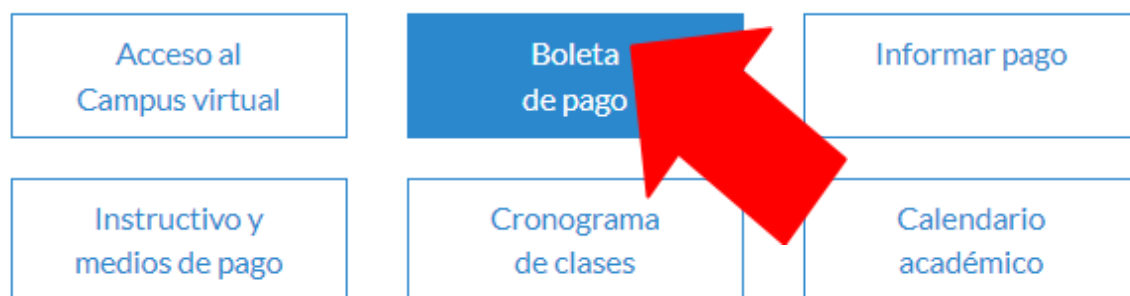 Acceso al
Campus virtual
Boleta
de pago
Informar pago
Instructivo y
medios de pago
Cronograma
de clases
Calendario
académico